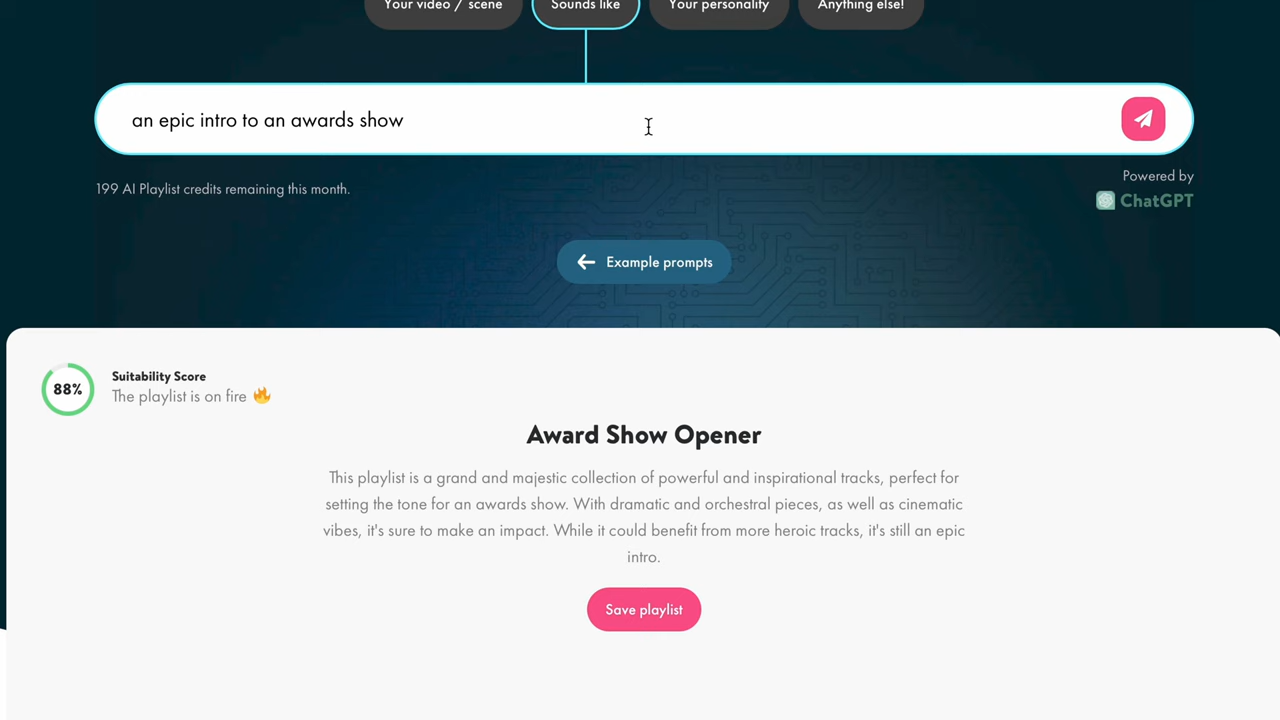 Your video / scene
Sounds like
Your personality
Anything else!
an epic intro to an awards show
199 AI Playlist credits remaining this month.
Powered by
ChatGPT
Example prompts
88%
Suitability Score
The playlist is on fire 🔥
Award Show Opener
This playlist is a grand and majestic collection of powerful and inspirational tracks, perfect for
setting the tone for an awards show. With dramatic and orchestral pieces, as well as cinematic
vibes, it's sure to make an impact. While it could benefit from more heroic tracks, it's still an epic
intro.
Save playlist